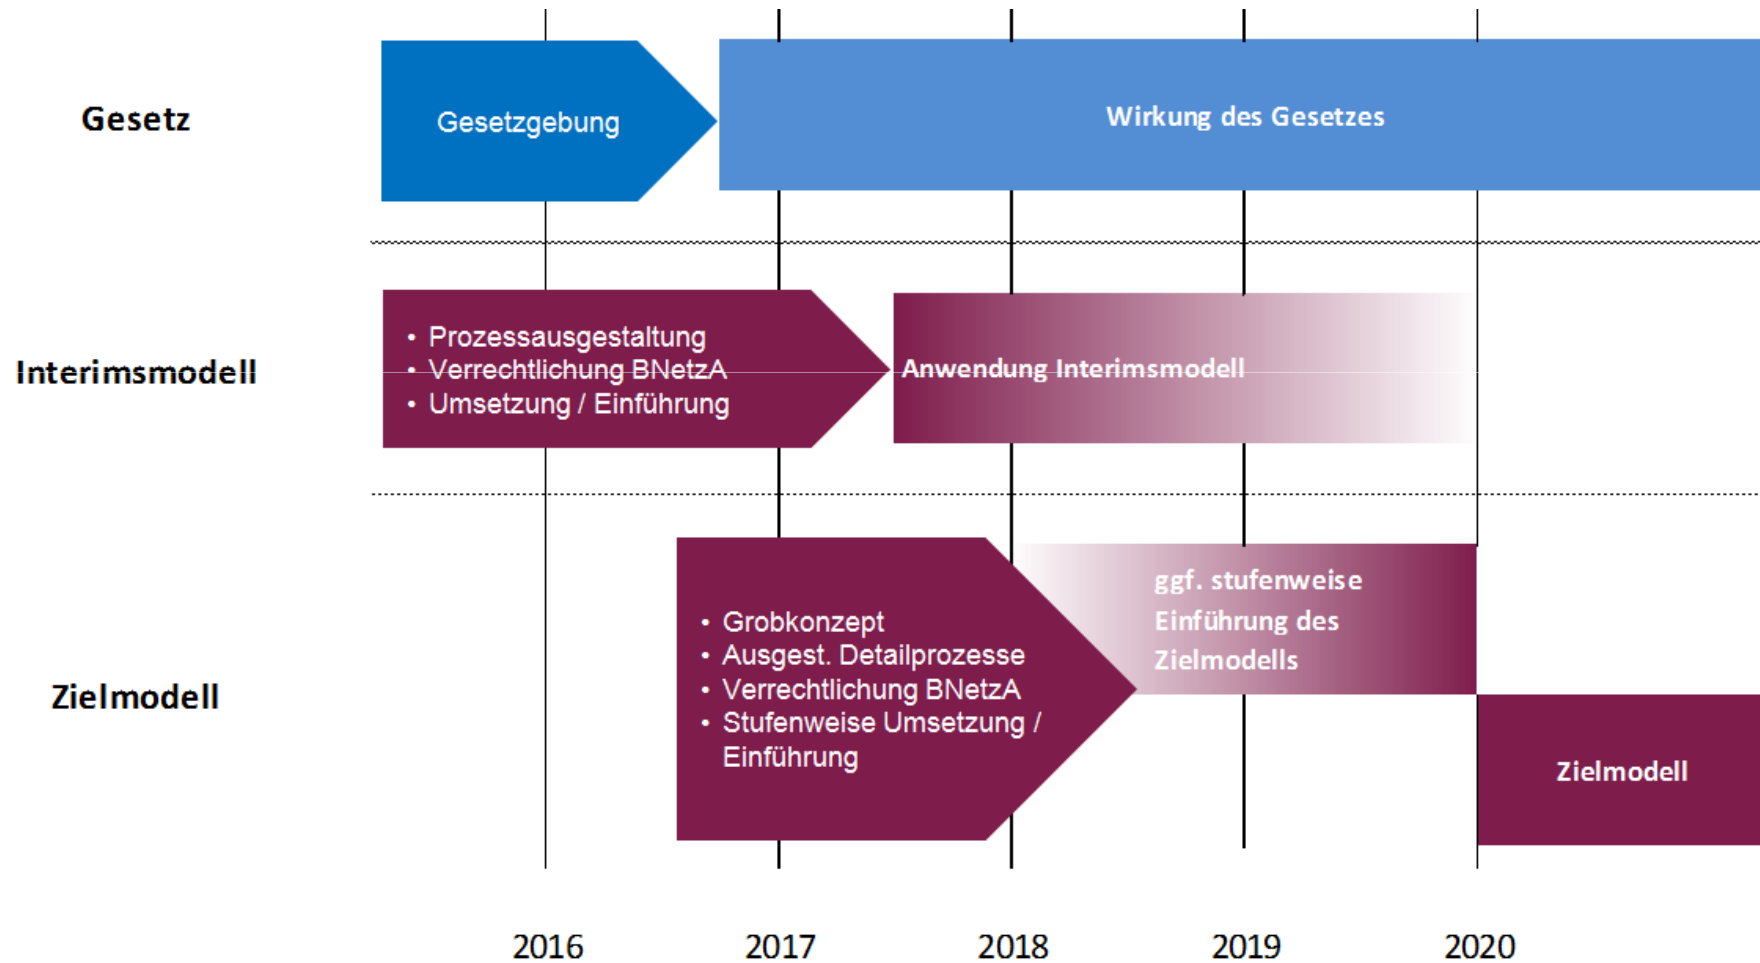 Gesetz
Gesetzgebung
Wirkung des Gesetzes
Interimsmodell
• Prozessausgestaltung
• Verrechtlichung BNetzA
• Umsetzung / Einführung
Anwendung Interimsmodell
Zielmodell
• Grobkonzept
• Ausgest. Detailprozesse
• Verrechtlichung BNetzA
• Stufenweise Umsetzung /
Einführung
ggf. stufenweise
Einführung des
Zielmodells
Zielmodell
2016
2017
2018
2019
2020